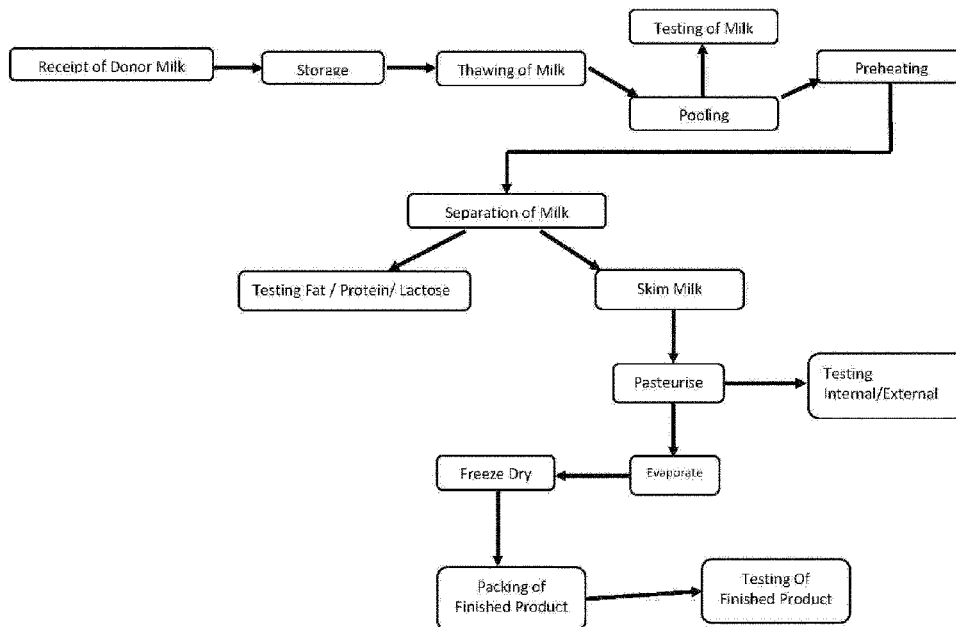 Testing of Milk
Receipt of Donor Milk
Storage
Thawing of Milk
Preheating
Pooling
Separation of Milk
Testing Fat / Protein/ Lactose
Skim Milk
Pasteurise
Testing
Internal/External
Freeze Dry
Evaporate
Packing of
Finished Product
Testing Of
Finished Product